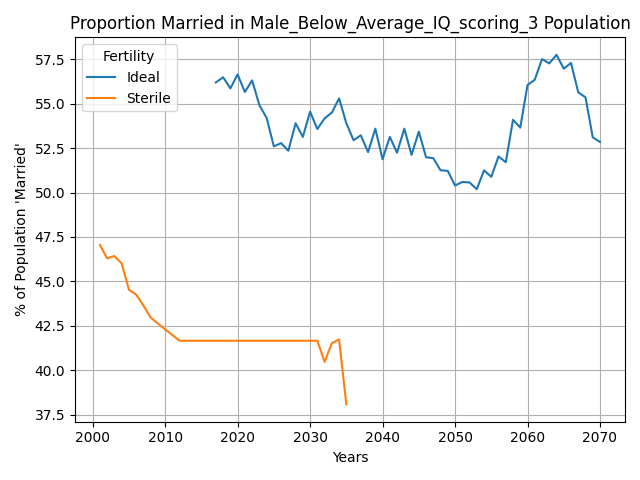 Proportion Married in Male_Below_Average_IQ_scoring_3 Population
Fertility
Ideal
Sterile
% of Population 'Married'
57.5
55.0
52.5
50.0
47.5
45.0
42.5
40.0
37.5
2000
2010
2020
2030
2040
2050
2060
2070
Years